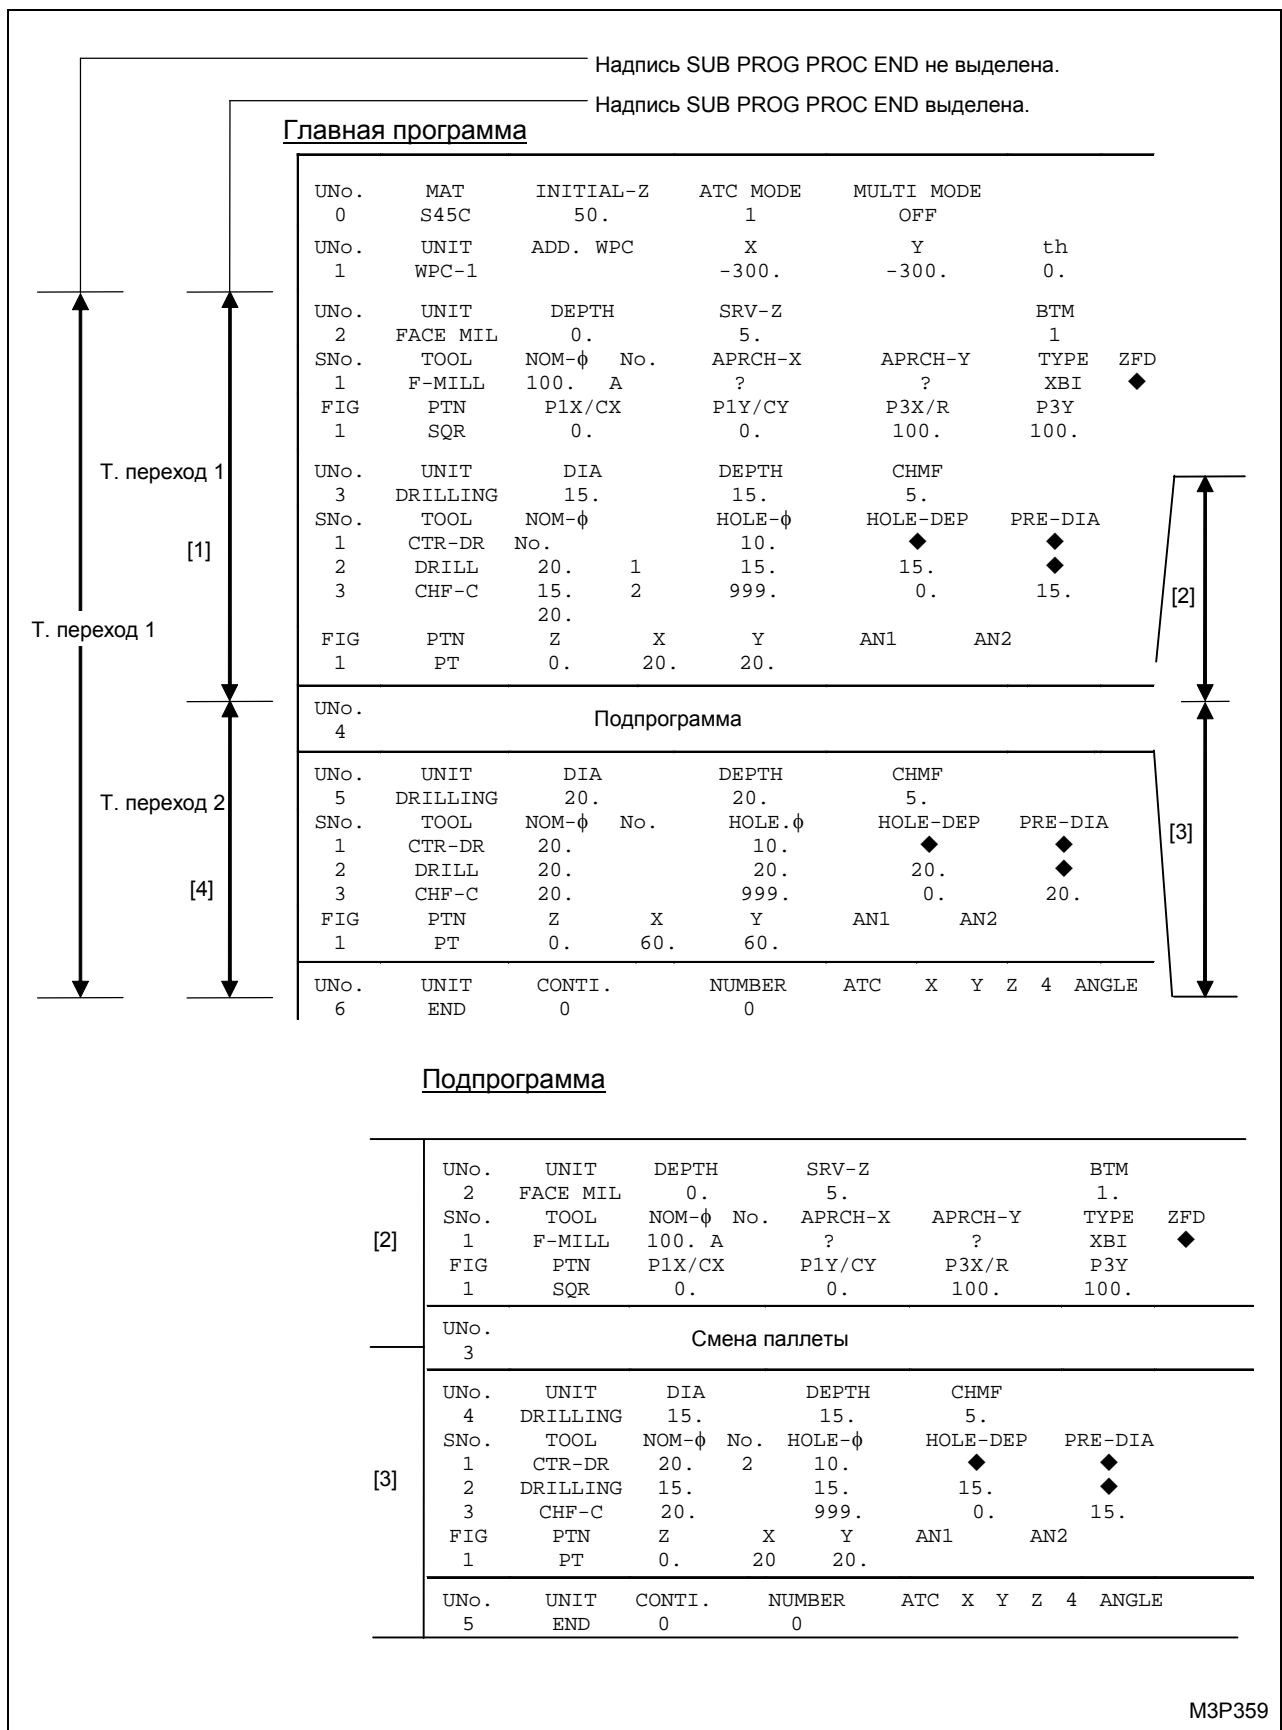 Надпись SUB PROG PROC END не выделена.
Надпись SUB PROG PROC END выделена.
Главная программа
UNo. MAT INITIAL-Z ATC MODE MULTI MODE
0 S45C 50. 1 OFF
UNo. UNIT ADD. WPC X Y th
1 WPC-1 -300. -300. 0.
UNo. UNIT DEPTH SRV-Z BTM
2 FACE MIL 0. 5. 1
SNo. TOOL NOM-ϕ No. APRCH-X APRCH-Y TYPE ZFD
1 F-MILL 100. A ? ? XBI ◆
FIG PTN P1X/CX P1Y/CY P3X/R P3Y
1 SQR 0. 0. 100. 100.
Т. переход 1 UNo. UNIT DIA DEPTH CHMF
3 DRILLING 15. 15. 5.
SNo. TOOL NOM-ϕ HOLE-ϕ HOLE-DEP PRE-DIA
[1] 1 CTR-DR No. 10. ◆ ◆
2 DRILL 20. 1 15. 15. ◆
3 CHF-C 15. 2 999. 0. 15. [2]
20.
Т. переход 1 FIG PTN Z X Y AN1 AN2
1 PT 0. 20. 20.
UNo. Подпрограмма
4
UNo. UNIT DIA DEPTH CHMF
Т. переход 2 5 DRILLING 20. 20. 5.
SNo. TOOL NOM-ϕ No. HOLE.ϕ HOLE-DEP PRE-DIA [3]
1 CTR-DR 20. 10. ◆ ◆
2 DRILL 20. 20. 20. ◆
[4] 3 CHF-C 20. 999. 0. 20.
FIG PTN Z X Y AN1 AN2
1 PT 0. 60. 60.
UNo. UNIT CONTI. NUMBER ATC X Y Z 4 ANGLE
6 END 0 0
Подпрограмма
UNo. UNIT DEPTH SRV-Z BTM
2 FACE MIL 0. 5. 1.
SNo. TOOL NOM-ϕ No. APRCH-X APRCH-Y TYPE ZFD
[2] 1 F-MILL 100. A ? ? XBI ◆
FIG PTN P1X/CX P1Y/CY P3X/R P3Y
1 SQR 0. 0. 100. 100.
UNo. Смена паллеты
3
UNo. UNIT DIA DEPTH CHMF
4 DRILLING 15. 15. 5.
SNo. TOOL NOM-ϕ No. HOLE-ϕ HOLE-DEP PRE-DIA
1 CTR-DR 20. 2 10. ◆ ◆
[3] 2 DRILLING 15. 15. 15. ◆
3 CHF-C 20. 999. 0. 15.
FIG PTN Z X Y AN1 AN2
1 PT 0. 20 20.
UNo. UNIT CONTI. NUMBER ATC X Y Z 4 ANGLE
5 END 0 0
M3P359